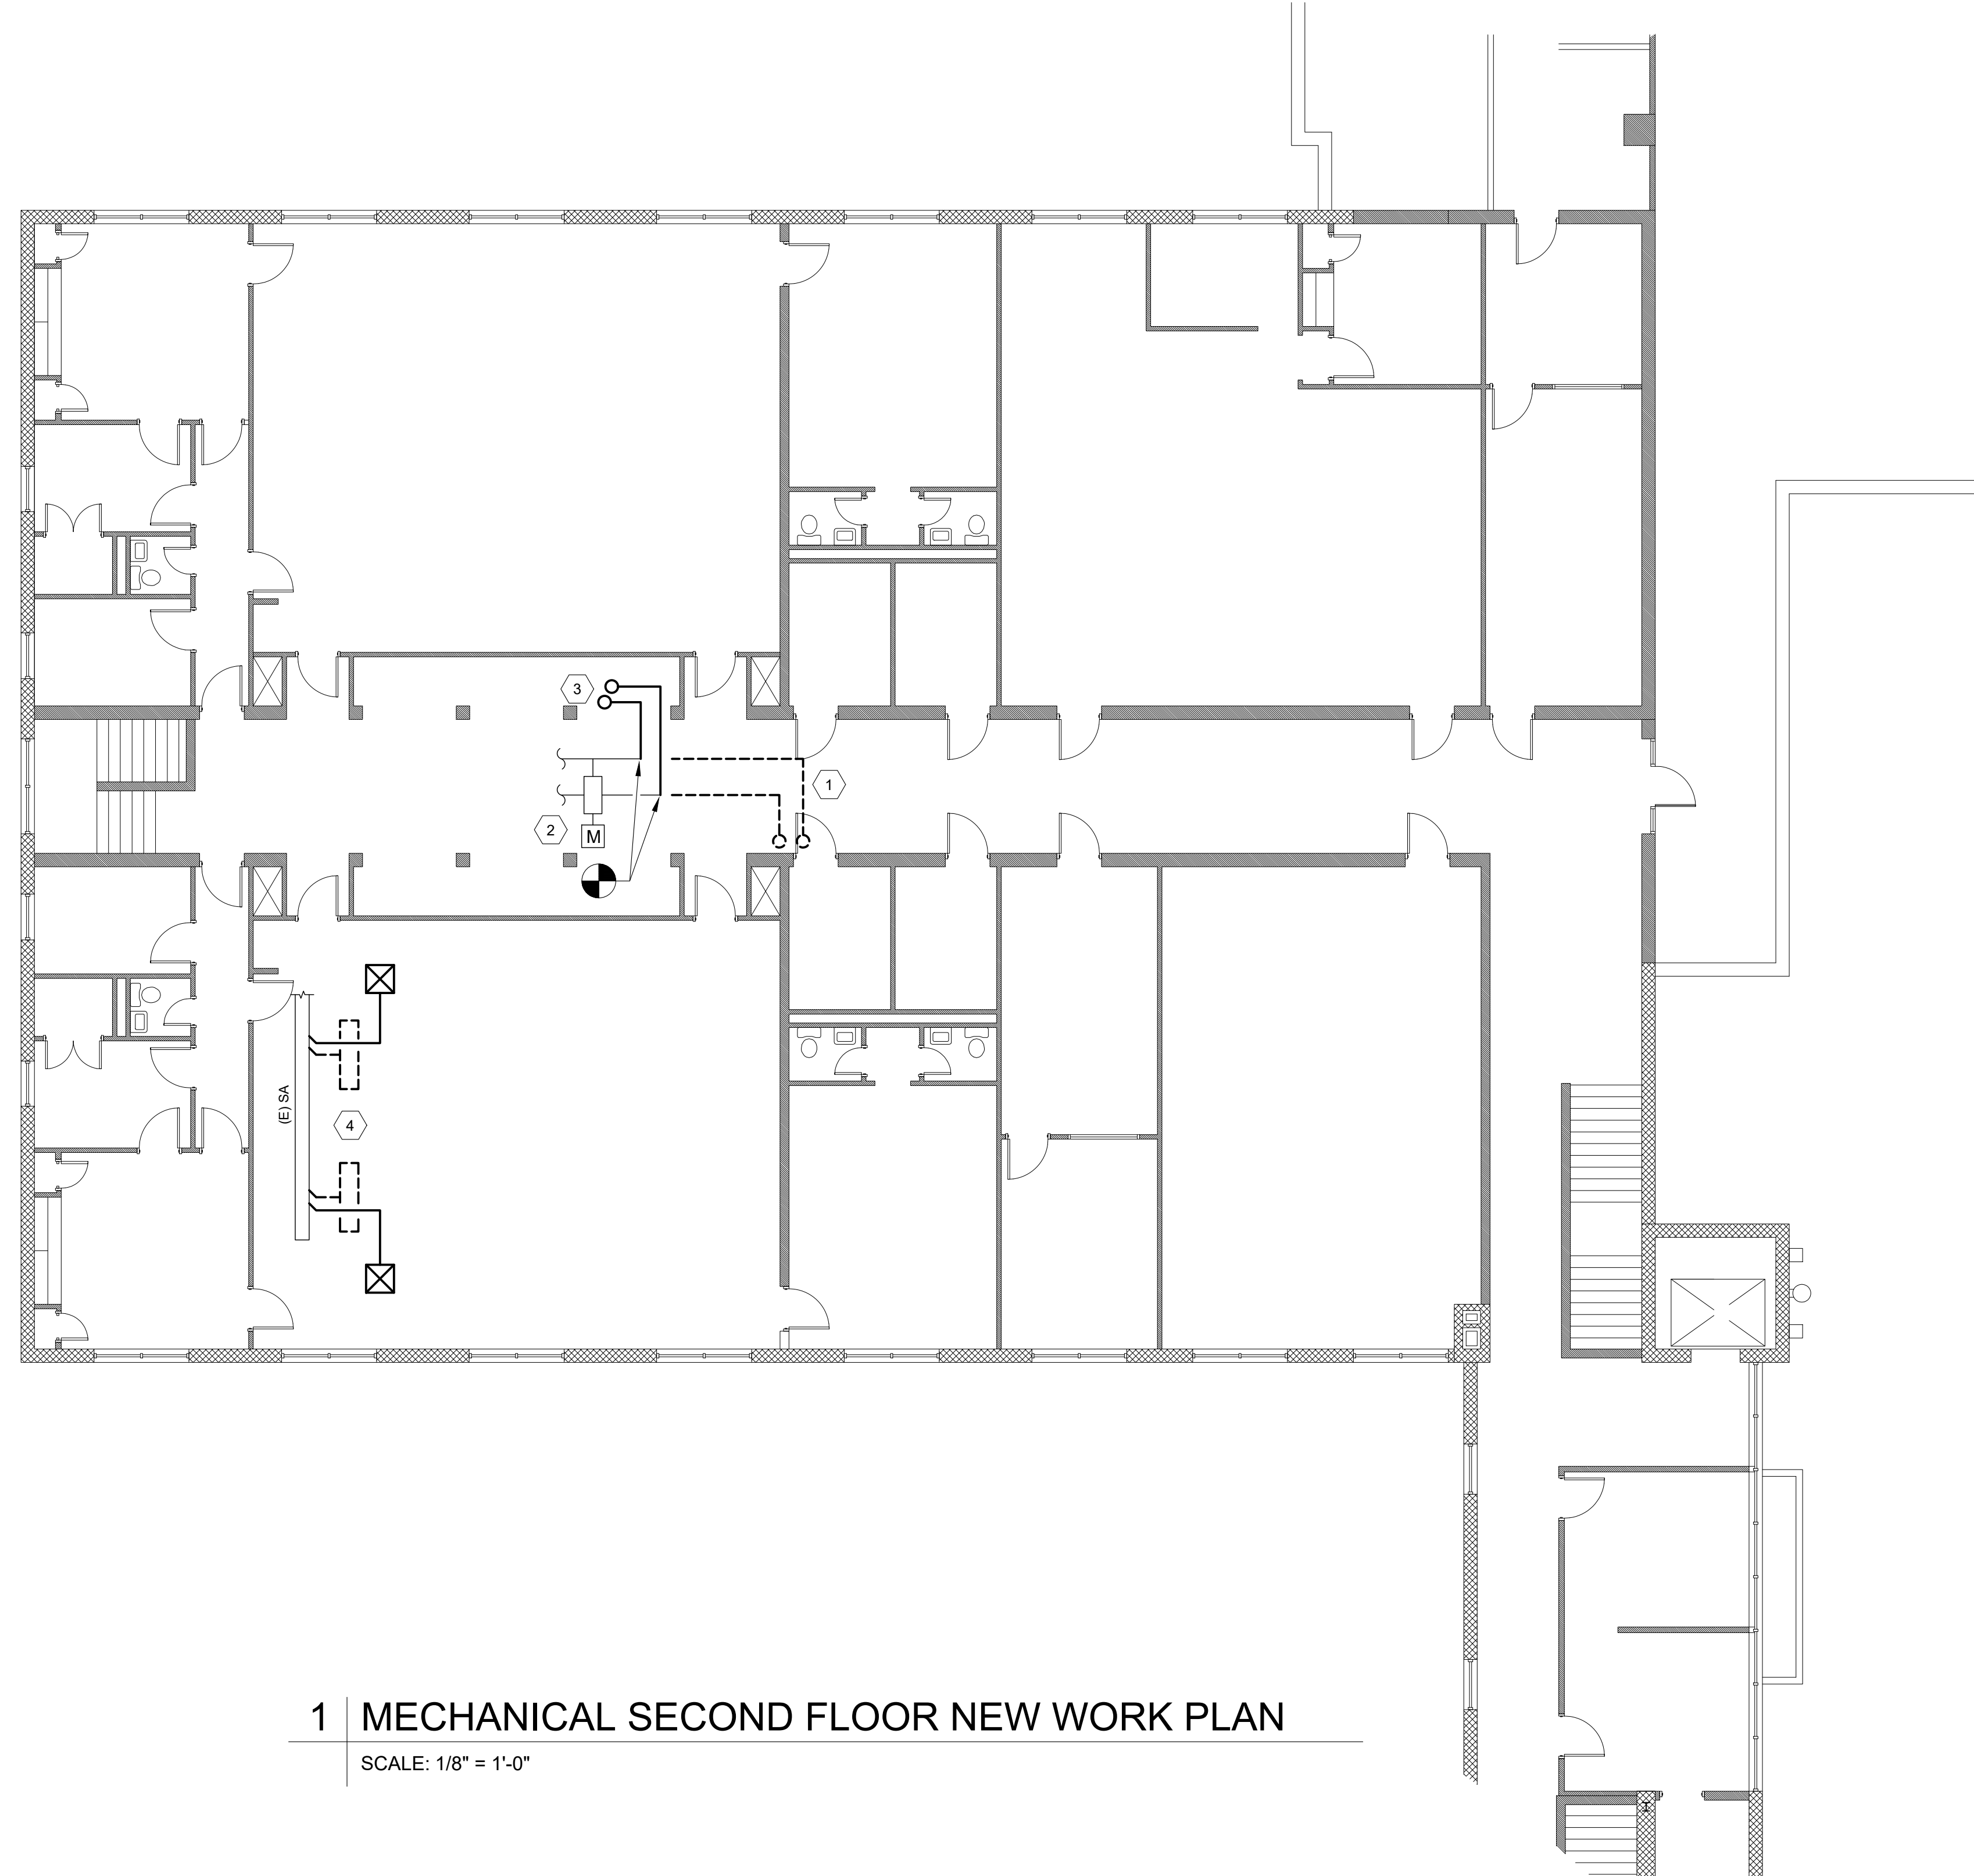 3
1
2
M
(E) SA
4
1 MECHANICAL SECOND FLOOR NEW WORK PLAN
SCALE: 1/8" = 1'-0"